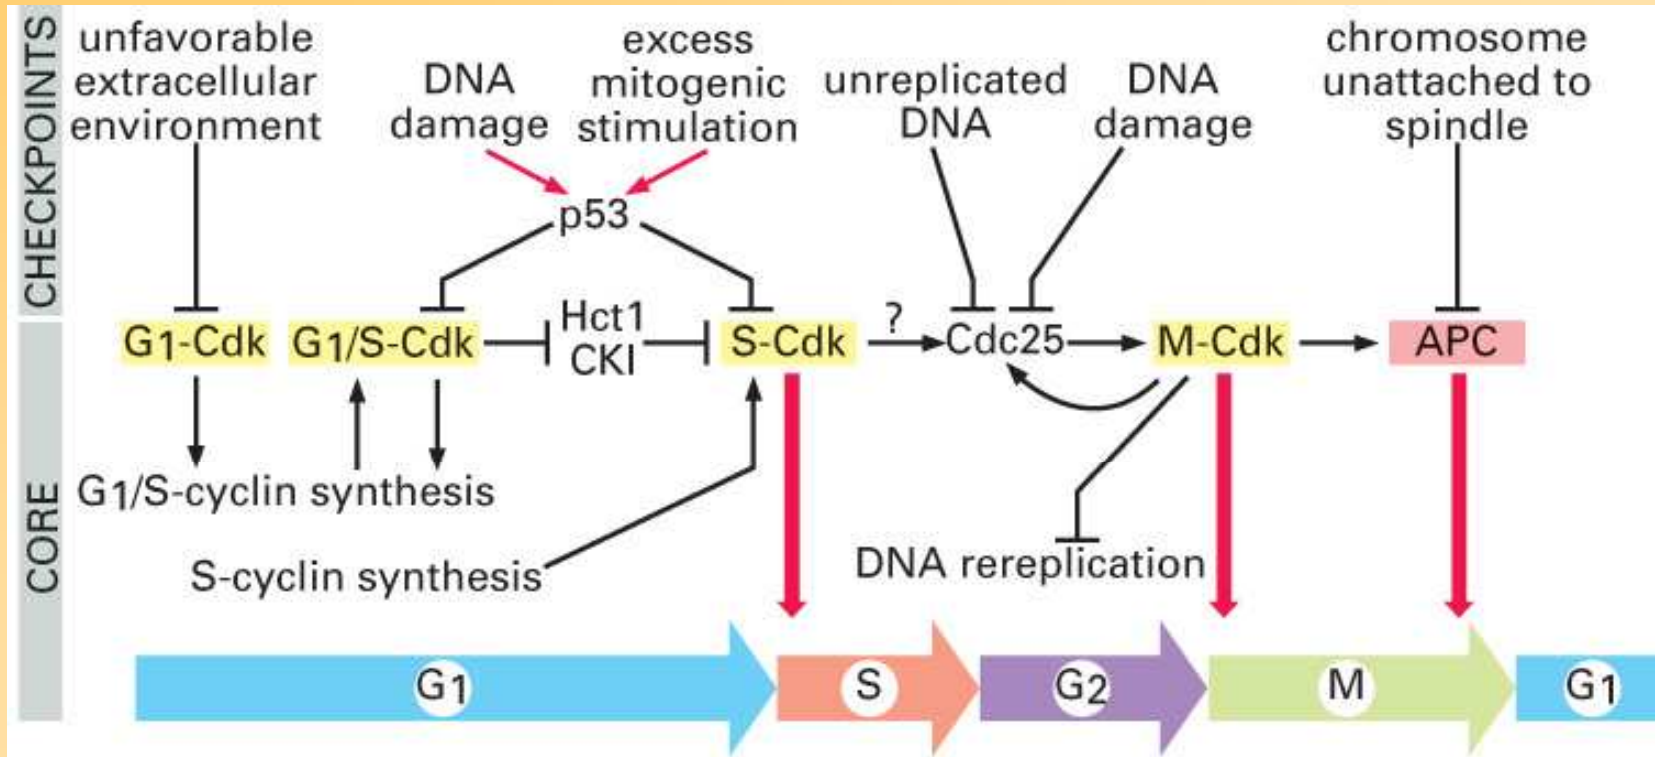 CHECKPOINTS
unfavorable
extracellular
environment
DNA
damage
excess
mitogenic
stimulation
unreplicated
DNA
DNA
damage
chromosome
unattached to
spindle
p53
G1-Cdk
G1/S-Cdk
Hct1
CKI
S-Cdk
?
Cdc25
M-Cdk
APC
CORE
G1/S-cyclin synthesis
S-cyclin synthesis
DNA rereplication
G1
S
G2
M
G1